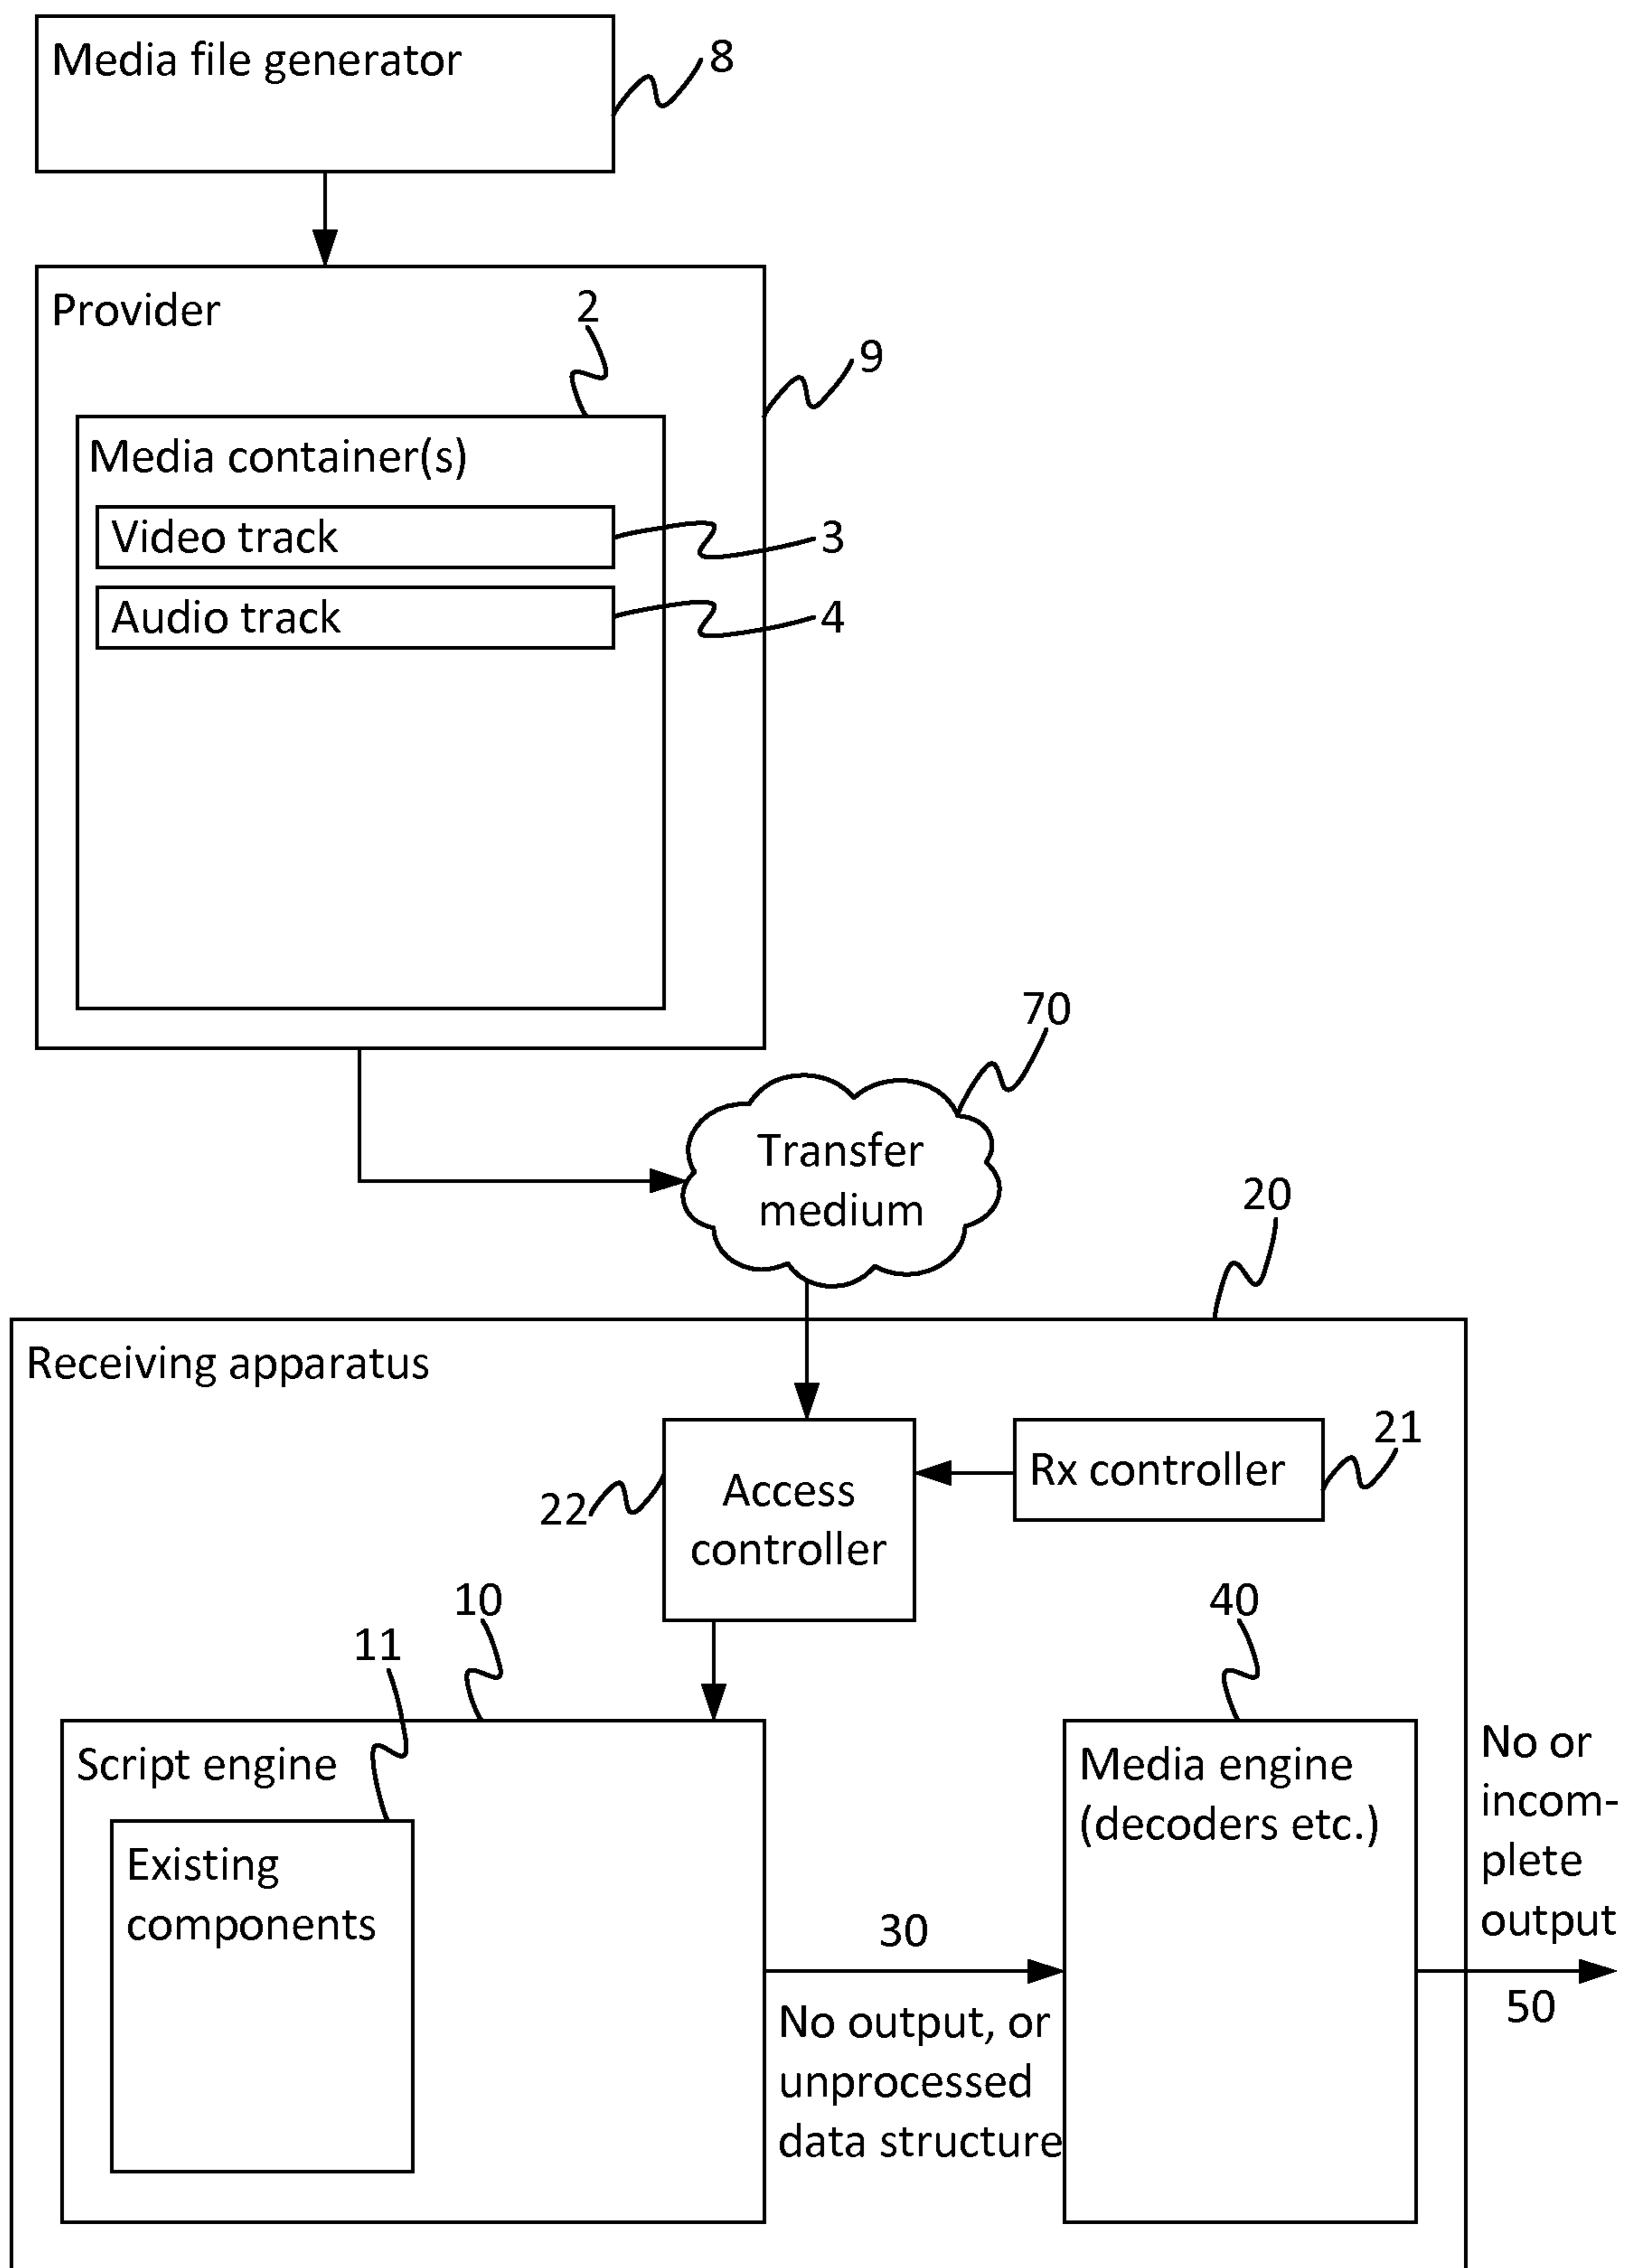 Media file generator
8
Provider
2
9
Media container(s)
Video track
3
Audio track
4
70
Transfer
medium
20
Receiving apparatus
21
Rx controller
22
Access
controller
10
40
11
Script engine
Existing
components
Media engine
(decoders etc.)
No or
incom-
plete
output
30
No output, or
unprocessed
data structure
50